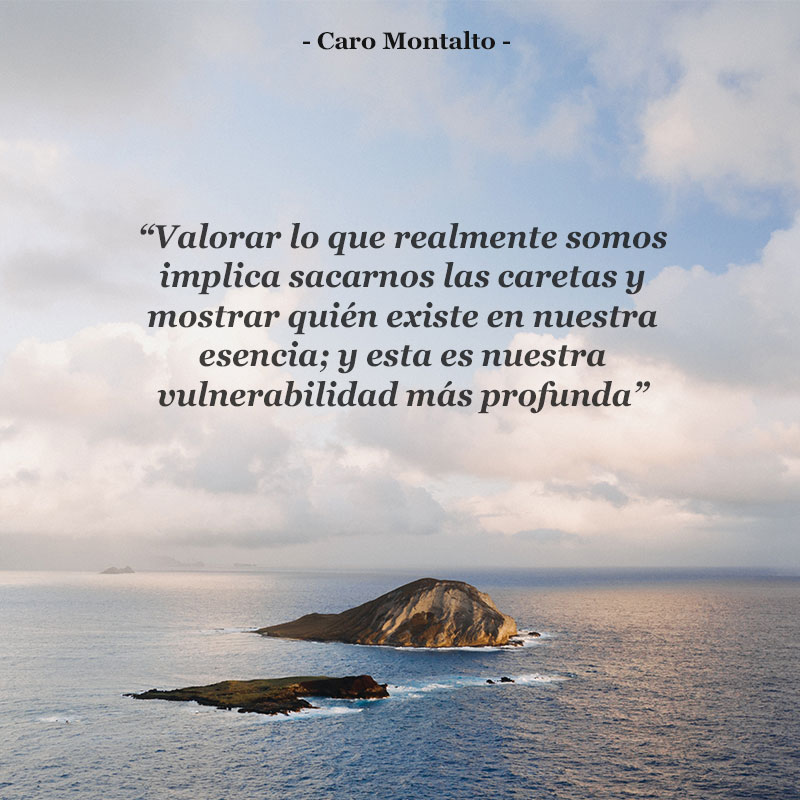 - Caro Montalto -
“Valorar lo que realmente somos
implica sacarnos las caretas y
mostrar quién existe en nuestra
esencia; y esta es nuestra
vulnerabilidad más profunda”